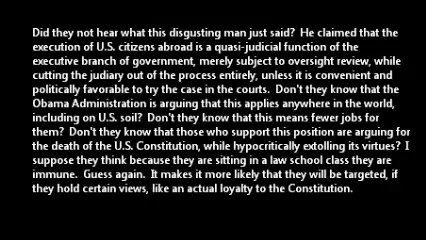 Did they not hear what this disgusting man just said?  He claimed that the
execution of U.S. citizens abroad is a quasi-judicial function of the
executive branch of government, merely subject to oversight review, while
cutting the judiary out of the process entirely, unless it is convenient and
politically favorable to try the case in the courts.  Don't they know that the
Obama Administration is arguing that this applies anywhere in the world,
including on U.S. soil?  Don't they know that this means fewer jobs for
them?  Don't they know that those who support this position are arguing for
the death of the U.S. Constitution, while hypocritically extolling its virtues?  I
suppose they think because they are sitting in a law school class they are
immune.  Guess again.  It makes it more likely that they will be targeted, if
they hold certain views, like an actual loyalty to the Constitution.